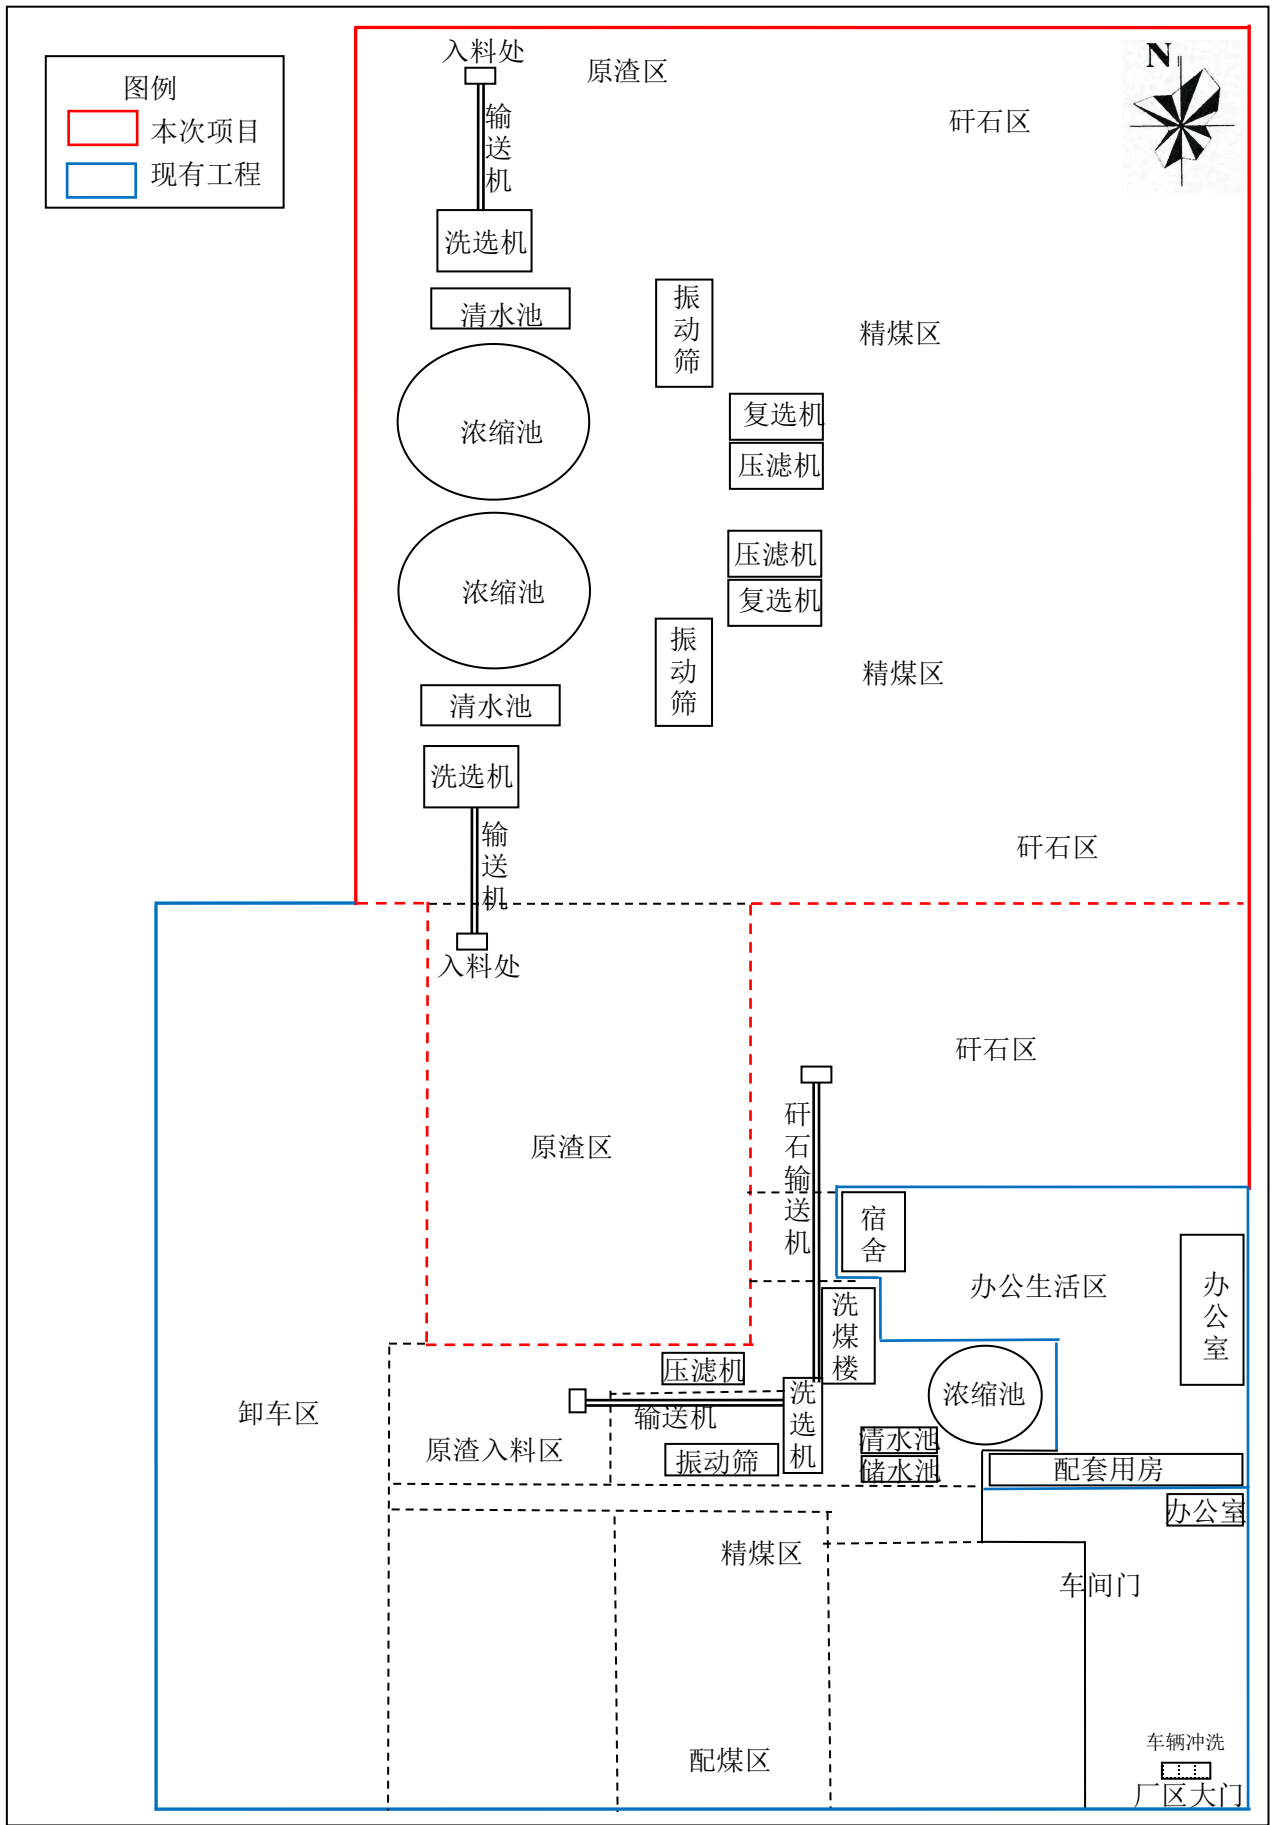 入料处
原渣区
N
图例
本次项目
现有工程
输送机
矸石区
洗选机
清水池
振动筛
精煤区
浓缩池
复选机
压滤机
浓缩池
压滤机
复选机
振动筛
精煤区
清水池
洗选机
输送机
矸石区
入料处
矸石区
原渣区
矸石输送机
宿舍
办公生活区
办公室
洗煤楼
压滤机
洗选机
浓缩池
卸车区
输送机
原渣入料区
振动筛
清水池
储水池
配套用房
办公室
精煤区
车间门
车辆冲洗
配煤区
厂区大门